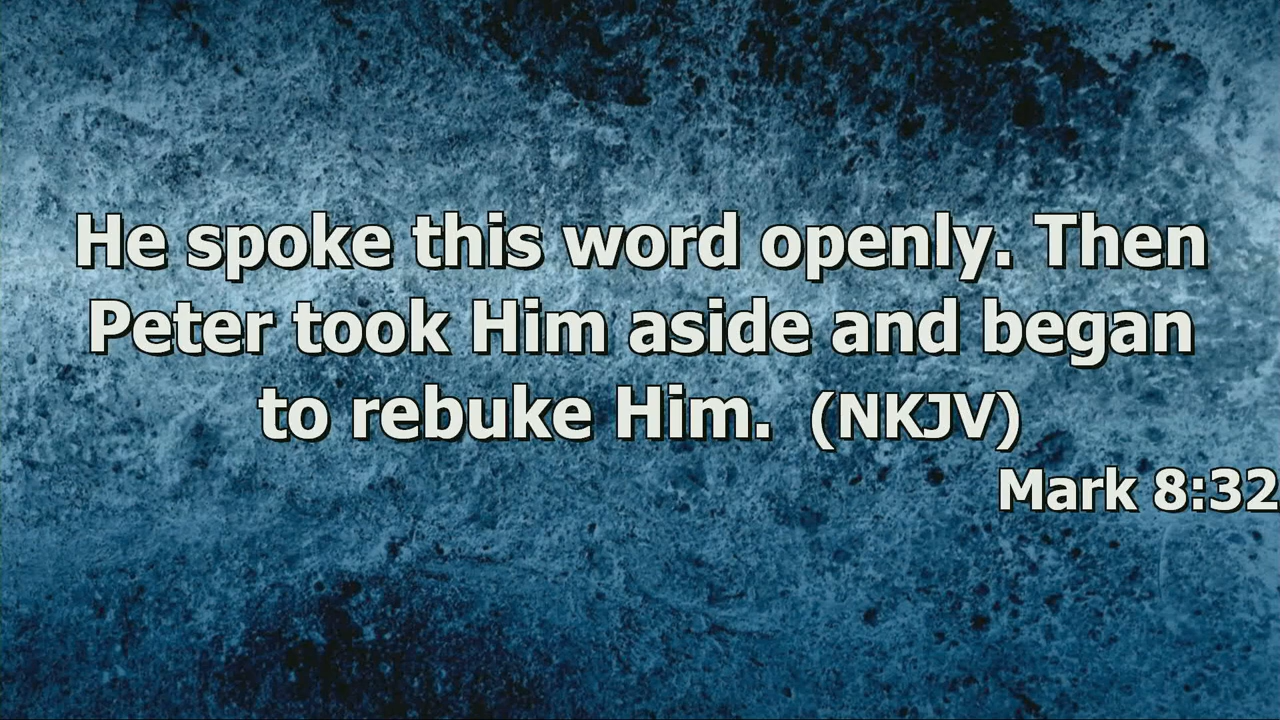 He spoke this word openly. Then
Peter took Him aside and began
to rebuke Him.  (NKJV)
Mark 8:32